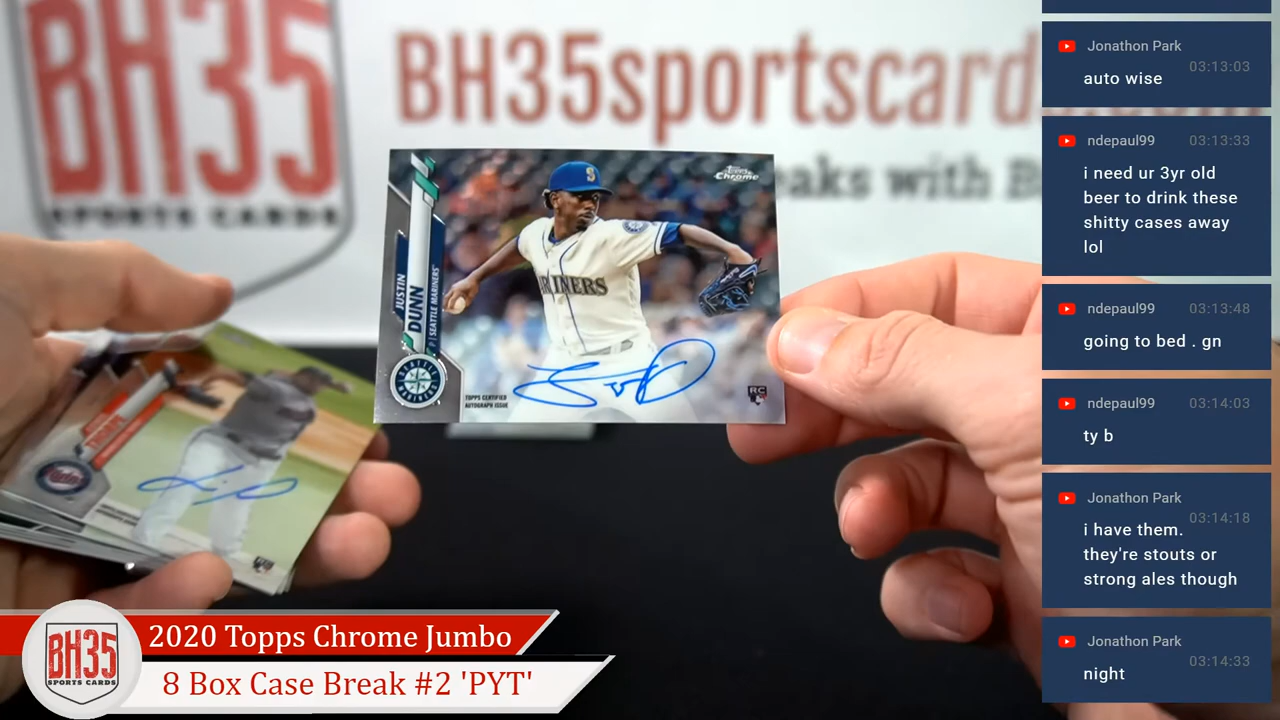 BH35
SPORTS CARDS
BH35sportscard
eaks with B
Topps
Chrome
S
MARINERS
JUSTIN
DUNN
P | SEATTLE MARINERS
SEATTLE
MARINERS
TOPPS CERTIFIED
AUTOGRAPH ISSUE
RC
Twins
BH35
SPORTS CARDS
2020 Topps Chrome Jumbo
8 Box Case Break #2 'PYT'
Jonathon Park
03:13:03
auto wise
ndepaul99 03:13:33
i need ur 3yr old
beer to drink these
shitty cases away
lol
ndepaul99 03:13:48
going to bed . gn
ndepaul99 03:14:03
ty b
Jonathon Park
03:14:18
i have them.
they're stouts or
strong ales though
Jonathon Park
03:14:33
night